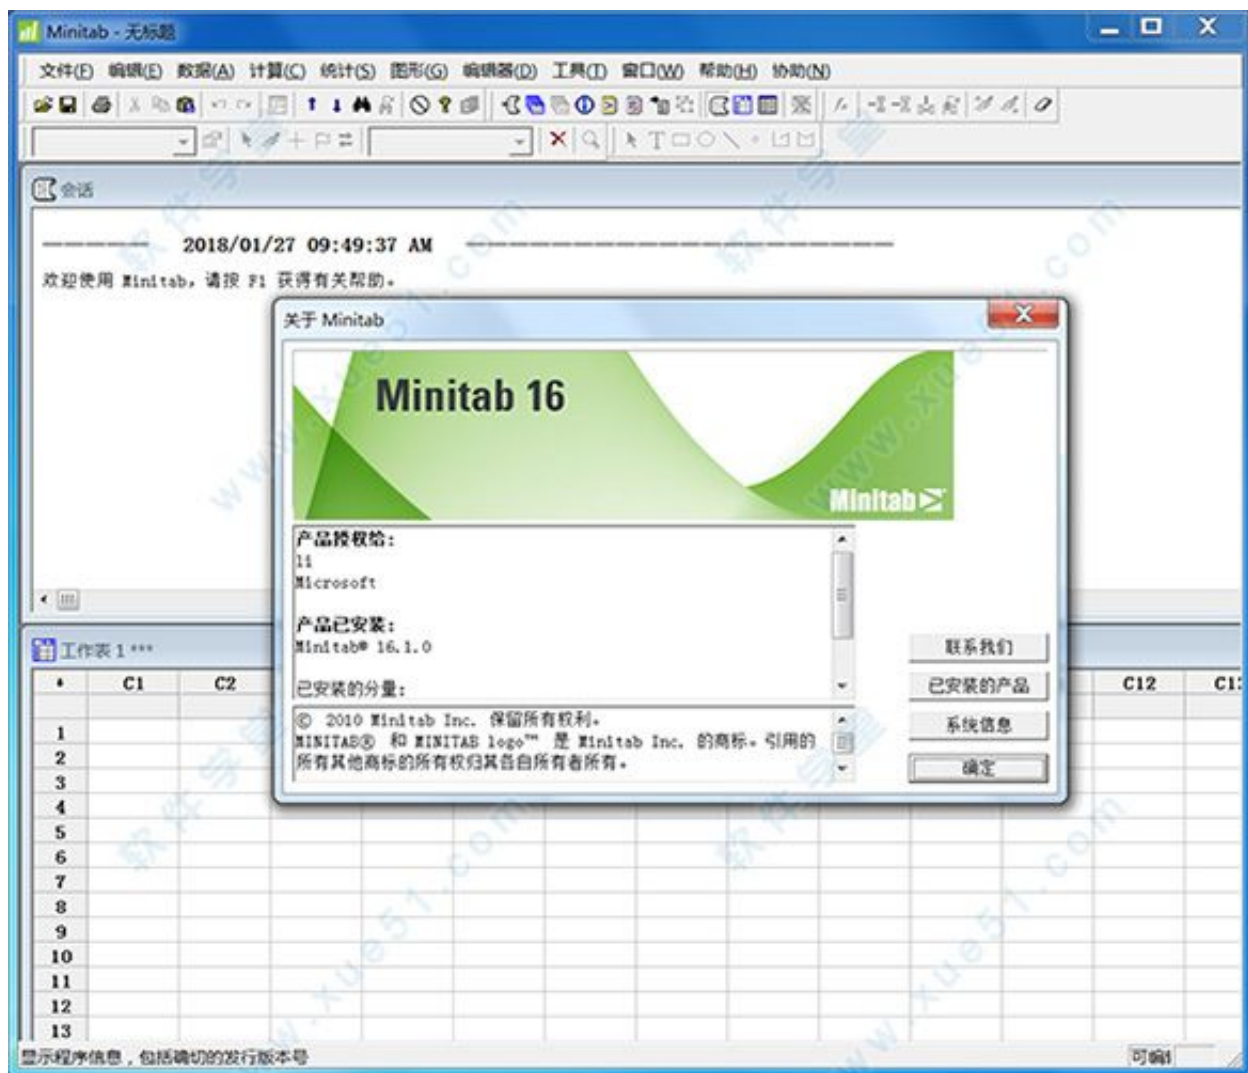 Minitab - 无标题
文件(F) 编辑(E) 数据(A) 计算(C) 统计(S) 图形(G) 编辑器(D) 工具(T) 窗口(W) 帮助(H) 协助(N)
会话
2018/01/27 09:49:37 AM
欢迎使用 Minitab，请按 F1 获得有关帮助。
关于 Minitab
Minitab 16
Minitab
产品授权给：
li
Microsoft
产品已安装：
Minitab® 16.1.0
已安装的分量：
© 2010 Minitab Inc. 保留所有权利。
MINITAB® 和 MINITAB logo™ 是 Minitab Inc. 的商标。引用的
所有其他商标的所有权归其各自所有者所有。
联系我们
已安装的产品
系统信息
确定
工作表 1 ***
C1 C2 C12
1
2
3
4
5
6
7
8
9
10
11
12
13
显示程序信息，包括确切的发行版本号
软件学堂
www.xue51.com